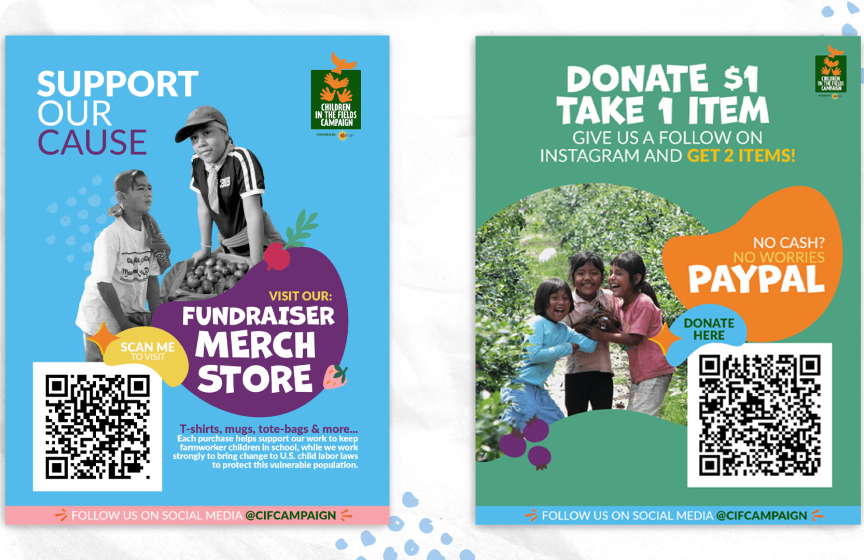 SUPPORT
OUR
CAUSE
CHILDREN
IN THE FIELDS
CAMPAIGN
VISIT OUR:
FUNDRAISER
MERCH
STORE
SCAN ME
TO VISIT
T-shirts, mugs, tote-bags & more...
Each purchase helps support our work to keep
farmworker children in school, while we work
strongly to bring change to U.S. child labor laws
to protect this vulnerable population.
FOLLOW US ON SOCIAL MEDIA @CIFCAMPAIGN
DONATE $1
TAKE 1 ITEM
GIVE US A FOLLOW ON
INSTAGRAM AND GET 2 ITEMS!
CHILDREN
IN THE FIELDS
CAMPAIGN
NO CASH?
NO WORRIES
PAYPAL
DONATE
HERE
FOLLOW US ON SOCIAL MEDIA @CIFCAMPAIGN